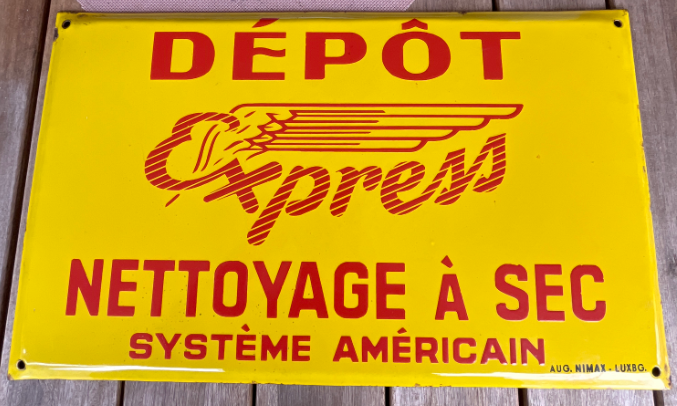 DÉPÔT
Express
NETTOYAGE À SEC
SYSTÈME AMÉRICAIN
AUG. NIMAX - LUXBG.